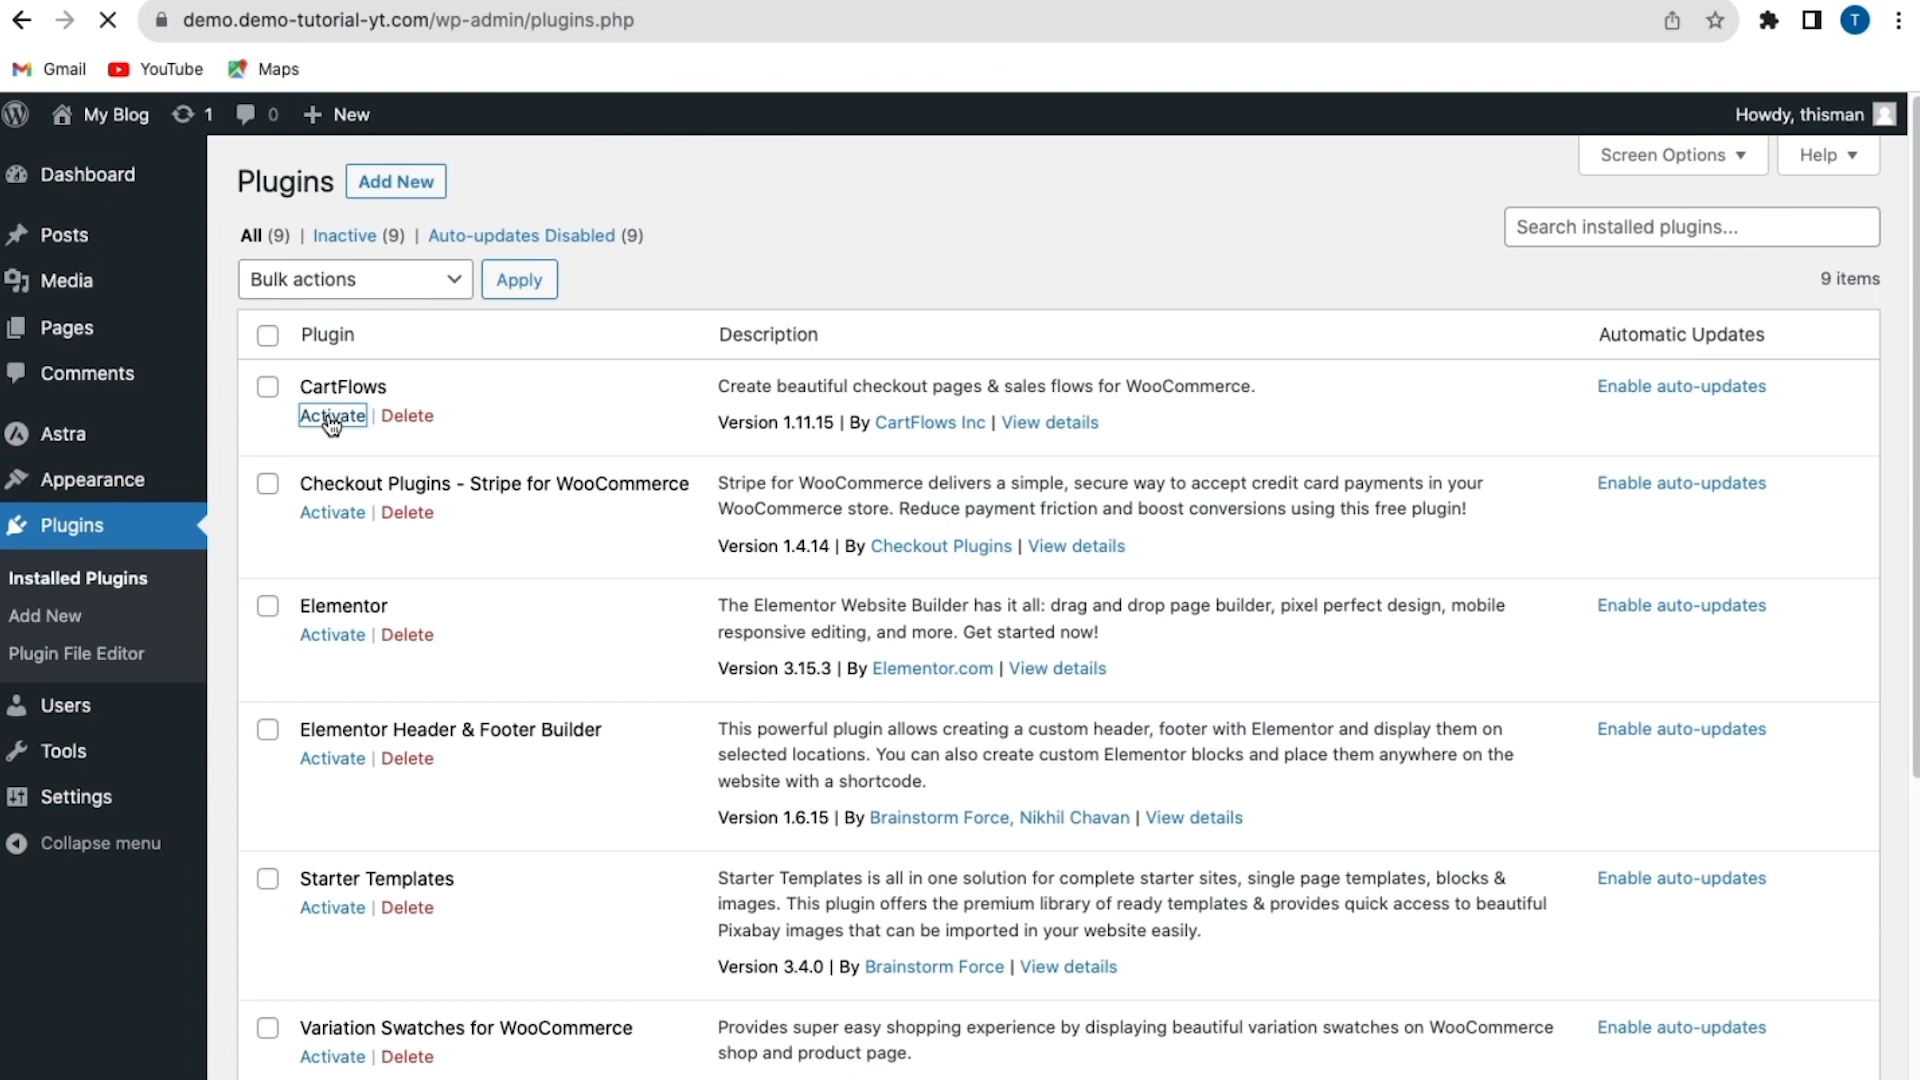 demo.demo-tutorial-yt.com/wp-admin/plugins.php
T
Gmail YouTube Maps
My Blog 1 0 New
Howdy, thisman
Dashboard
Posts
Media
Pages
Comments
Astra
Appearance
Plugins
Installed Plugins
Add New
Plugin File Editor
Users
Tools
Settings
Collapse menu
Screen Options Help
Plugins Add New
All (9) | Inactive (9) | Auto-updates Disabled (9)
Search installed plugins...
Bulk actions Apply
9 items
Plugin Description Automatic Updates
CartFlows
Activate | Delete
Create beautiful checkout pages & sales flows for WooCommerce.
Version 1.11.15 | By CartFlows Inc | View details
Enable auto-updates
Checkout Plugins - Stripe for WooCommerce
Activate | Delete
Stripe for WooCommerce delivers a simple, secure way to accept credit card payments in your
WooCommerce store. Reduce payment friction and boost conversions using this free plugin!
Version 1.4.14 | By Checkout Plugins | View details
Enable auto-updates
Elementor
Activate | Delete
The Elementor Website Builder has it all: drag and drop page builder, pixel perfect design, mobile
responsive editing, and more. Get started now!
Version 3.15.3 | By Elementor.com | View details
Enable auto-updates
Elementor Header & Footer Builder
Activate | Delete
This powerful plugin allows creating a custom header, footer with Elementor and display them on
selected locations. You can also create custom Elementor blocks and place them anywhere on the
website with a shortcode.
Version 1.6.15 | By Brainstorm Force, Nikhil Chavan | View details
Enable auto-updates
Starter Templates
Activate | Delete
Starter Templates is all in one solution for complete starter sites, single page templates, blocks &
images. This plugin offers the premium library of ready templates & provides quick access to beautiful
Pixabay images that can be imported in your website easily.
Version 3.4.0 | By Brainstorm Force | View details
Enable auto-updates
Variation Swatches for WooCommerce
Activate | Delete
Provides super easy shopping experience by displaying beautiful variation swatches on WooCommerce
shop and product page.
Enable auto-updates